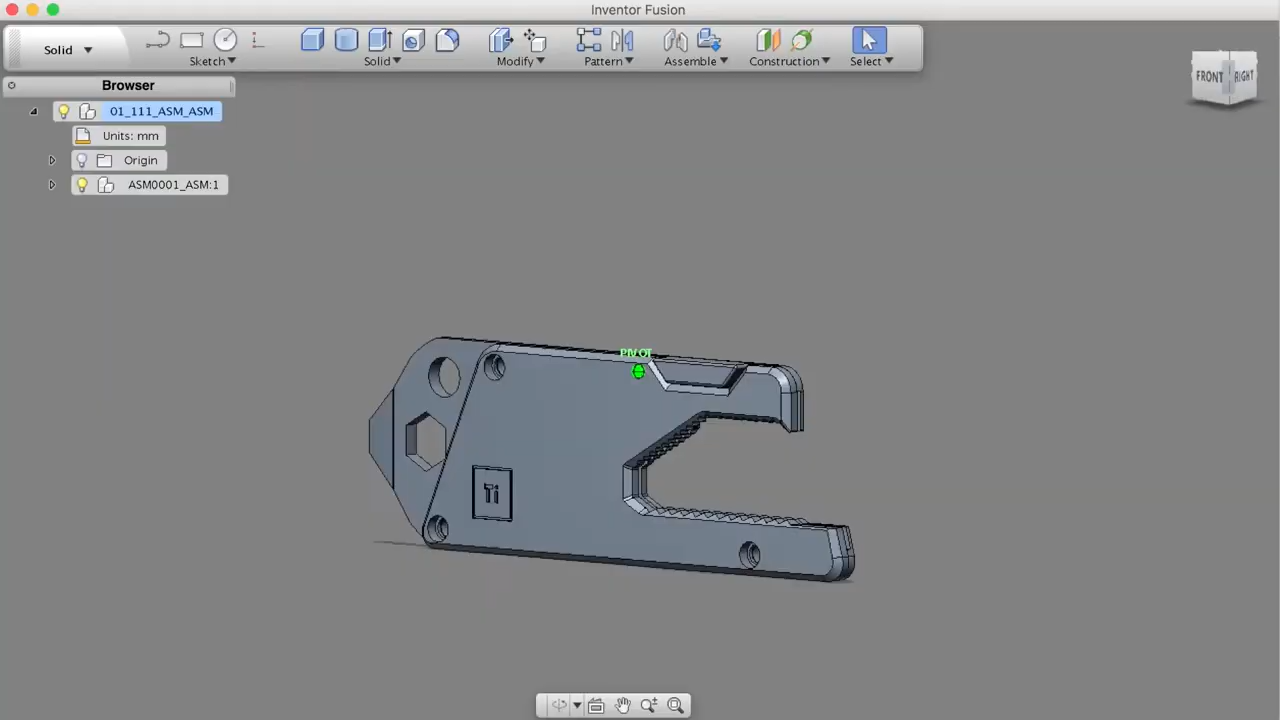 Inventor Fusion
Solid
Sketch
Solid
Modify
Pattern
Assemble
Construction
Select
Browser
FRONT
RIGHT
01_111_ASM_ASM
Units: mm
Origin
ASM0001_ASM:1
PIVOT
Ti